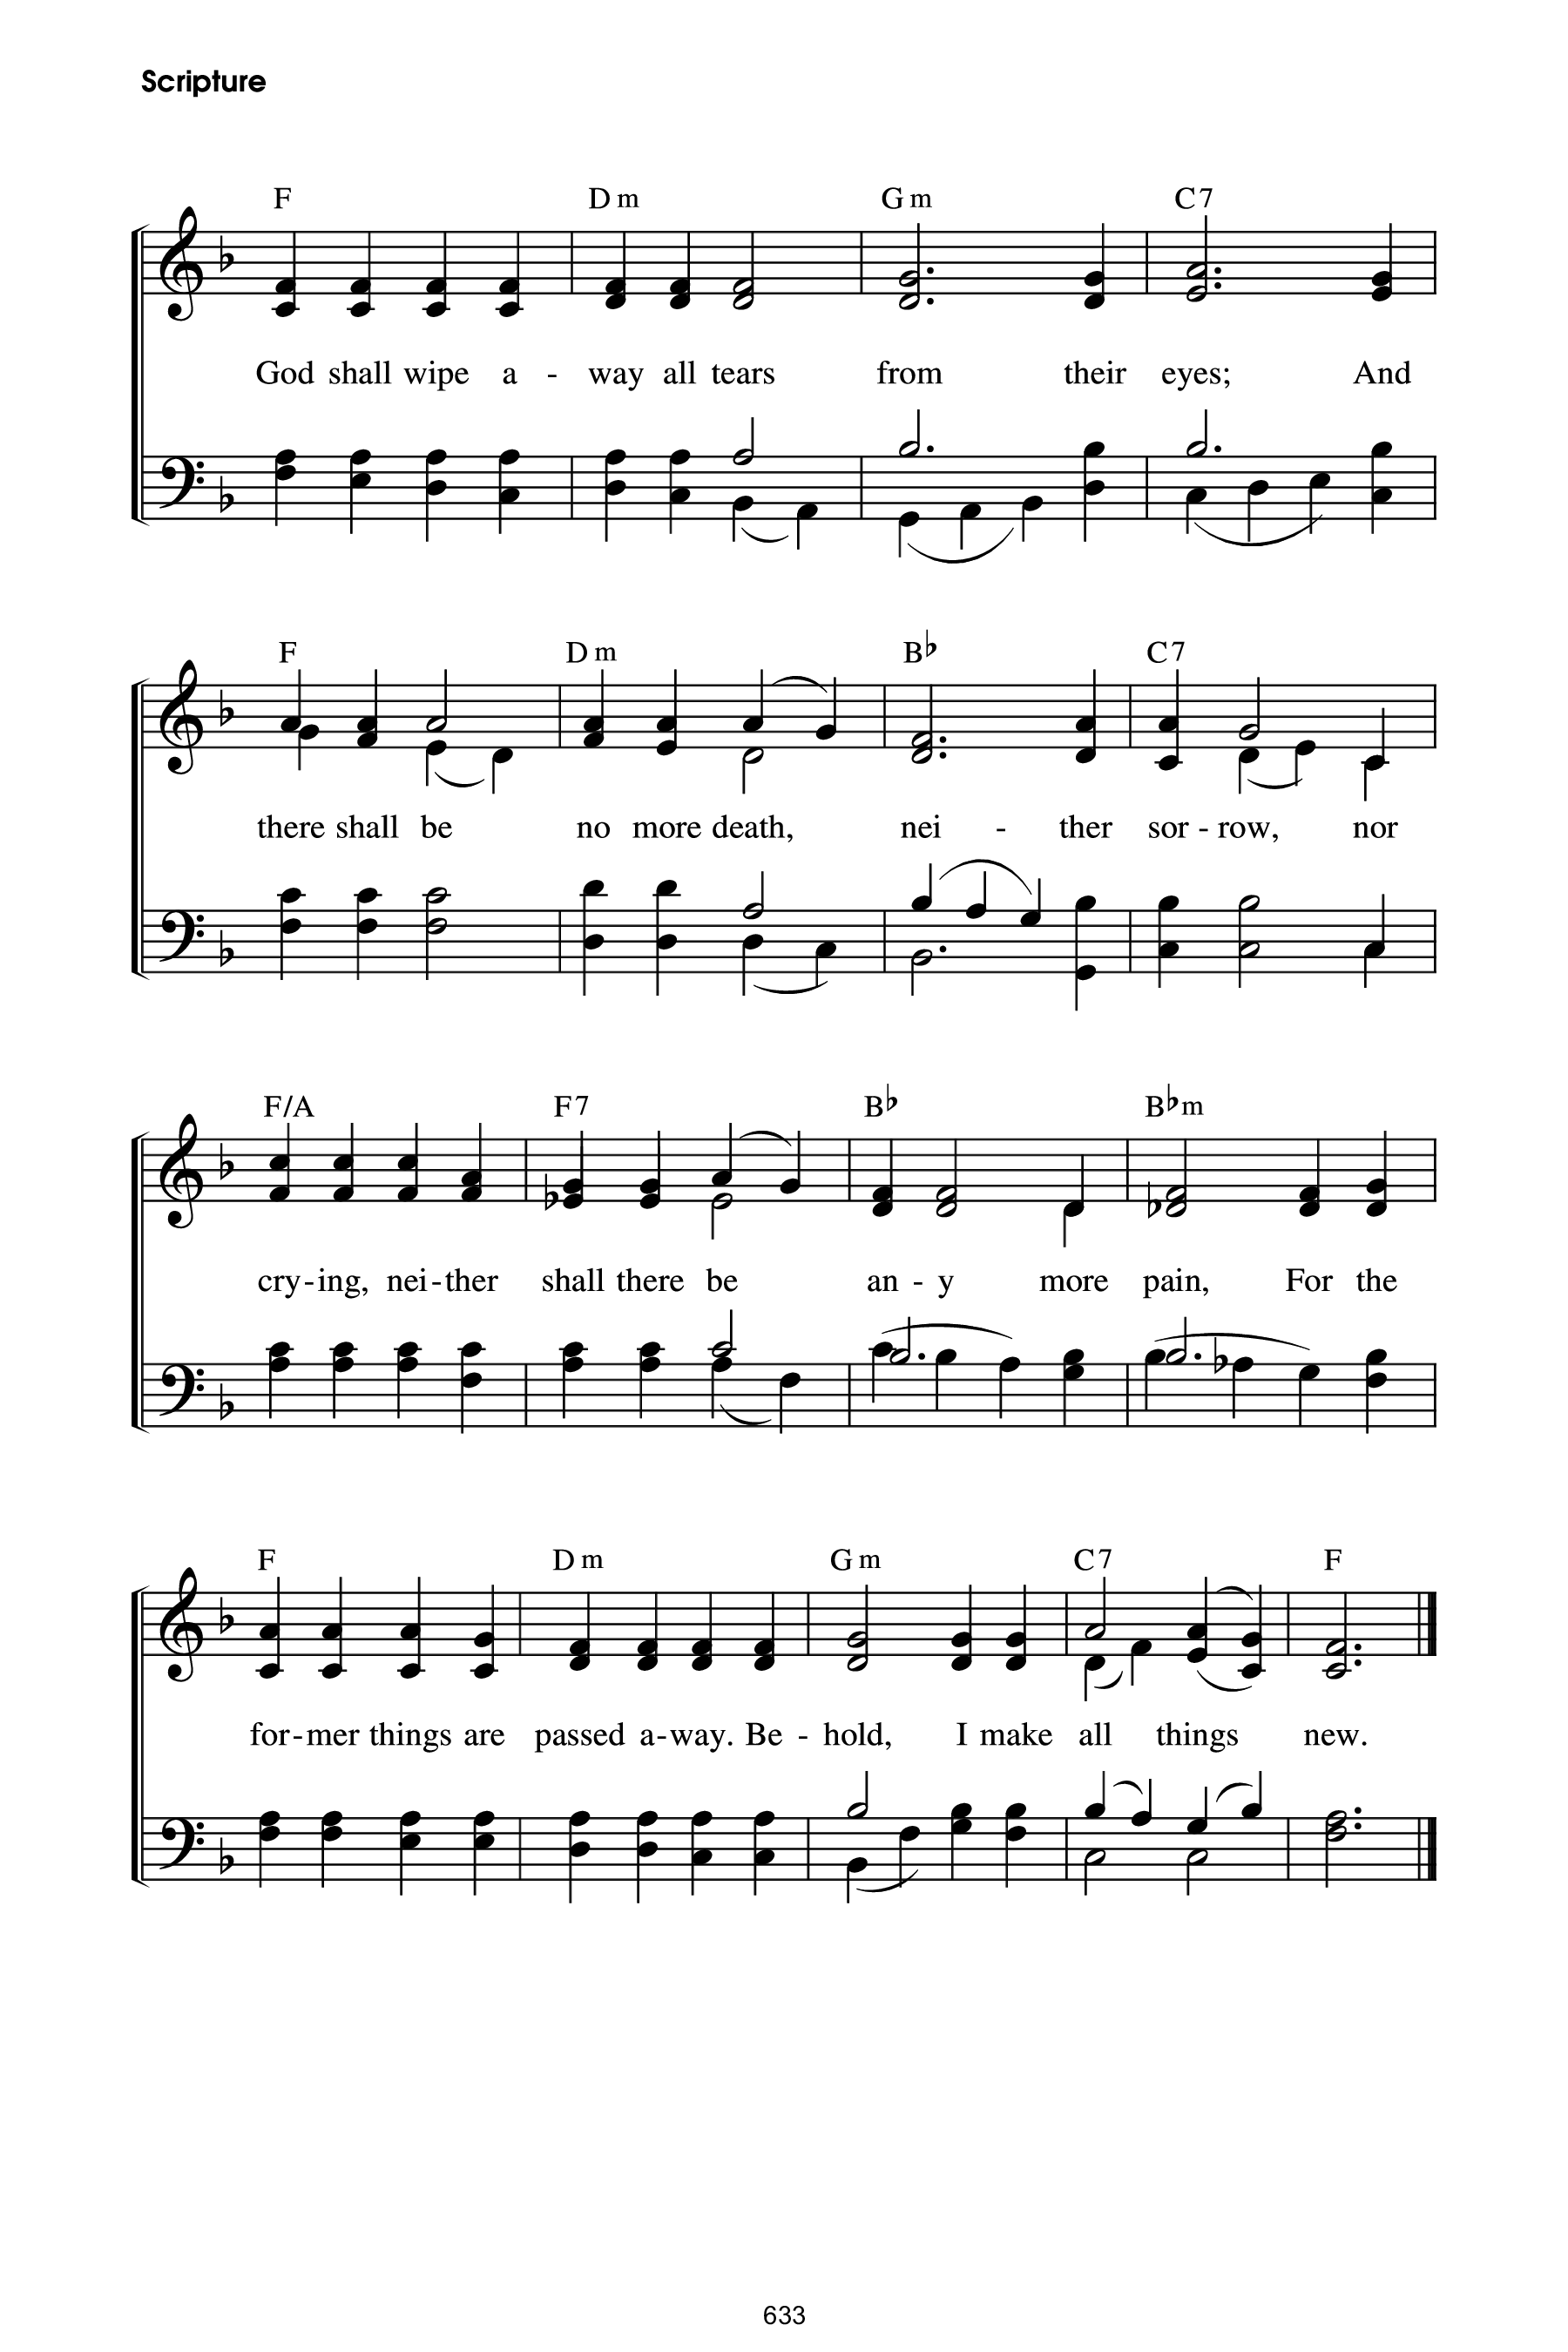 Scripture
F Dm Gm C7
God shall wipe a - way all tears from their eyes; And
F Dm B♭ C7
there shall be no more death, nei - ther sor - row, nor
F/A F7 B♭ B♭m
cry - ing, nei - ther shall there be an - y more pain, For the
F Dm Gm C7 F
for - mer things are passed a - way. Be - hold, I make all things new.
633